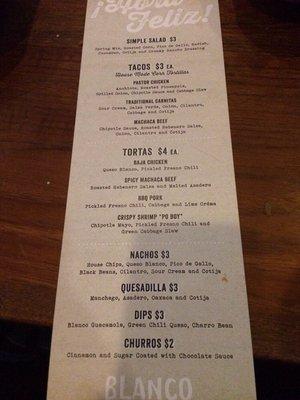 ¡Hora
Feliz!
SIMPLE SALAD $3
Spring Mix, Roasted Corn, Pico de Gallo, Radish,
Cucumber, Cotija and Creamy Rancho Dressing
TACOS $3 EA.
House Made Corn Tortillas
PASTOR CHICKEN
Anchiote, Roasted Pineapple,
Grilled Onion, Chipotle Sauce and Cabbage Slaw
TRADITIONAL CARNITAS
Sour Cream, Salsa Verde, Onion, Cilantro,
Cabbage and Cotija
MACHACA BEEF
Chipotle Sauce, Roasted Habenero Salsa,
Onion, Cilantro and Cotija
TORTAS $4 EA.
BAJA CHICKEN
Queso Blanco, Pickled Fresno Chili
SPICY MACHACA BEEF
Roasted Habenero Salsa and Melted Asadero
BBQ PORK
Pickled Fresno Chili, Cabbage and Lime Créma
CRISPY SHRIMP "PO BOY"
Chipotle Mayo, Pickled Fresno Chili and
Green Cabbage Slaw
NACHOS $3
House Chips, Queso Blanco, Pico de Gallo,
Black Beans, Cilantro, Sour Cream and Cotija
QUESADILLA $3
Manchego, Asadero, Oaxaca and Cotija
DIPS $3
Blanco Guacamole, Green Chili Queso, Charro Bean
CHURROS $2
Cinnamon and Sugar Coated with Chocolate Sauce
BLANCO